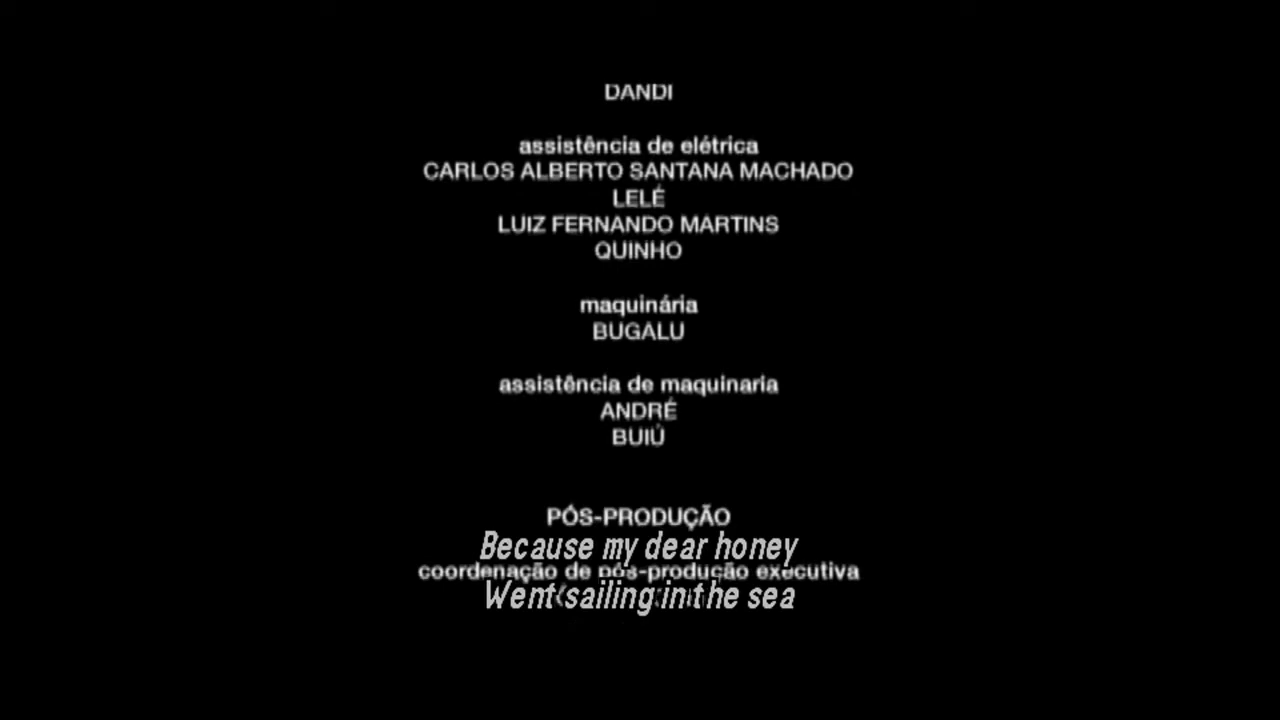 DANDI
assistência de elétrica
CARLOS ALBERTO SANTANA MACHADO
LELÉ
LUIZ FERNANDO MARTINS
QUINHO
maquinária
BUGALU
assistência de maquinaria
ANDRÉ
BUIÚ
PÓS-PRODUÇÃO
Because my dear honey
coordenação de pós-produção executiva
Went sailing in the sea